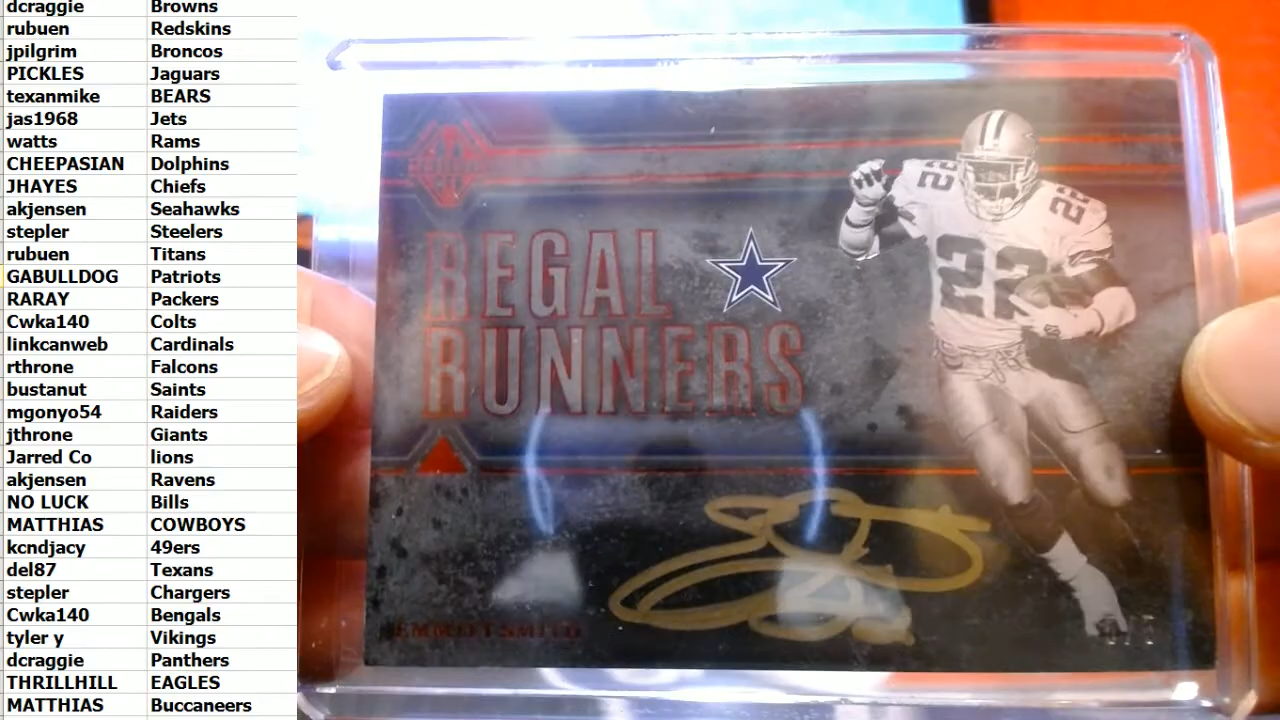 dcraggie Browns
rubuen Redskins
jpilgrim Broncos
PICKLES Jaguars
texanmike BEARS
jas1968 Jets
watts Rams
CHEEPASIAN Dolphins
JHAYES Chiefs
akjensen Seahawks
stepler Steelers
rubuen Titans
GABULLDOG Patriots
RARAY Packers
Cwka140 Colts
linkcanweb Cardinals
rthrone Falcons
bustanut Saints
mgonyo54 Raiders
jthrone Giants
Jarred Co lions
akjensen Ravens
NO LUCK Bills
MATTHIAS COWBOYS
kcndjacy 49ers
del87 Texans
stepler Chargers
Cwka140 Bengals
tyler y Vikings
dcraggie Panthers
THRILLHILL EAGLES
MATTHIAS Buccaneers
REGAL
RUNNERS
22
22
22
EMMITT SMITH